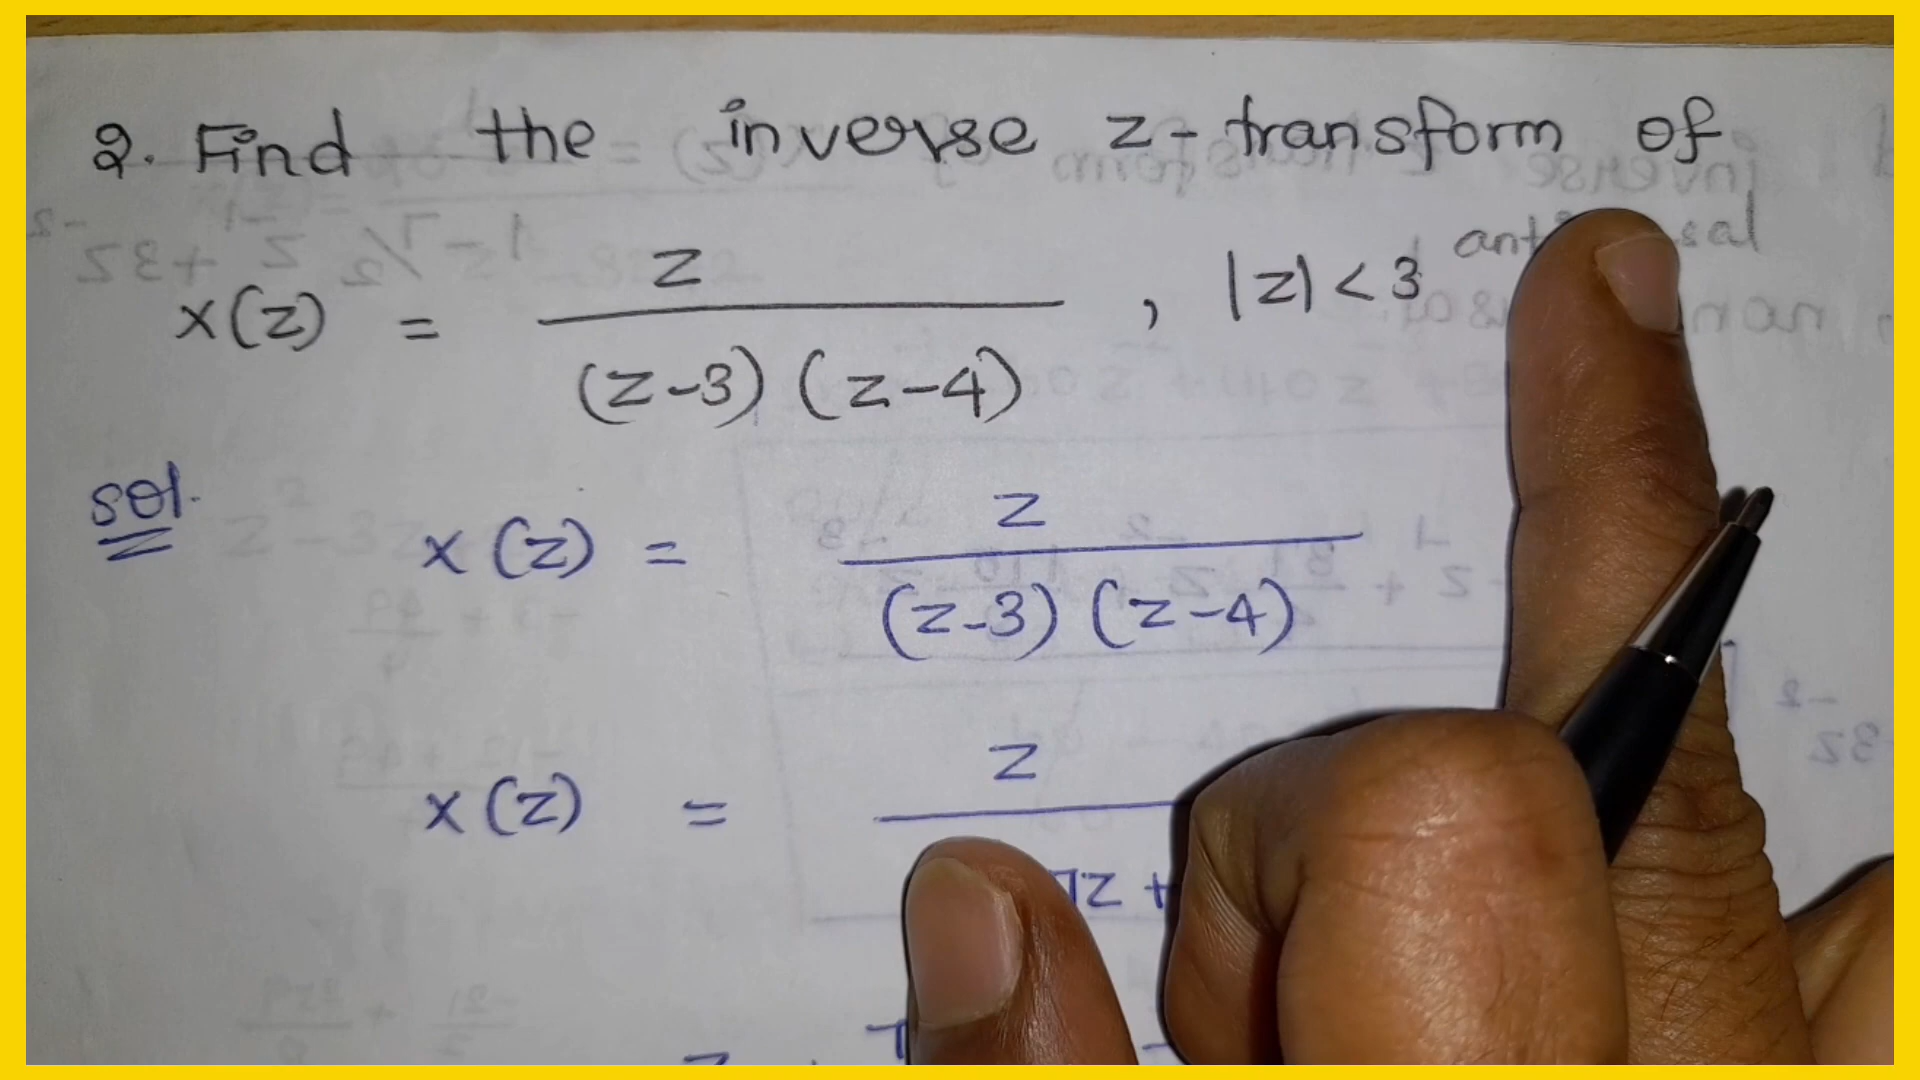 2. Find the inverse z-transform of
x(z) = z / (z-3) (z-4) , |z| < 3
sol.
x (z) = z / (z-3) (z-4)
x (z) = z